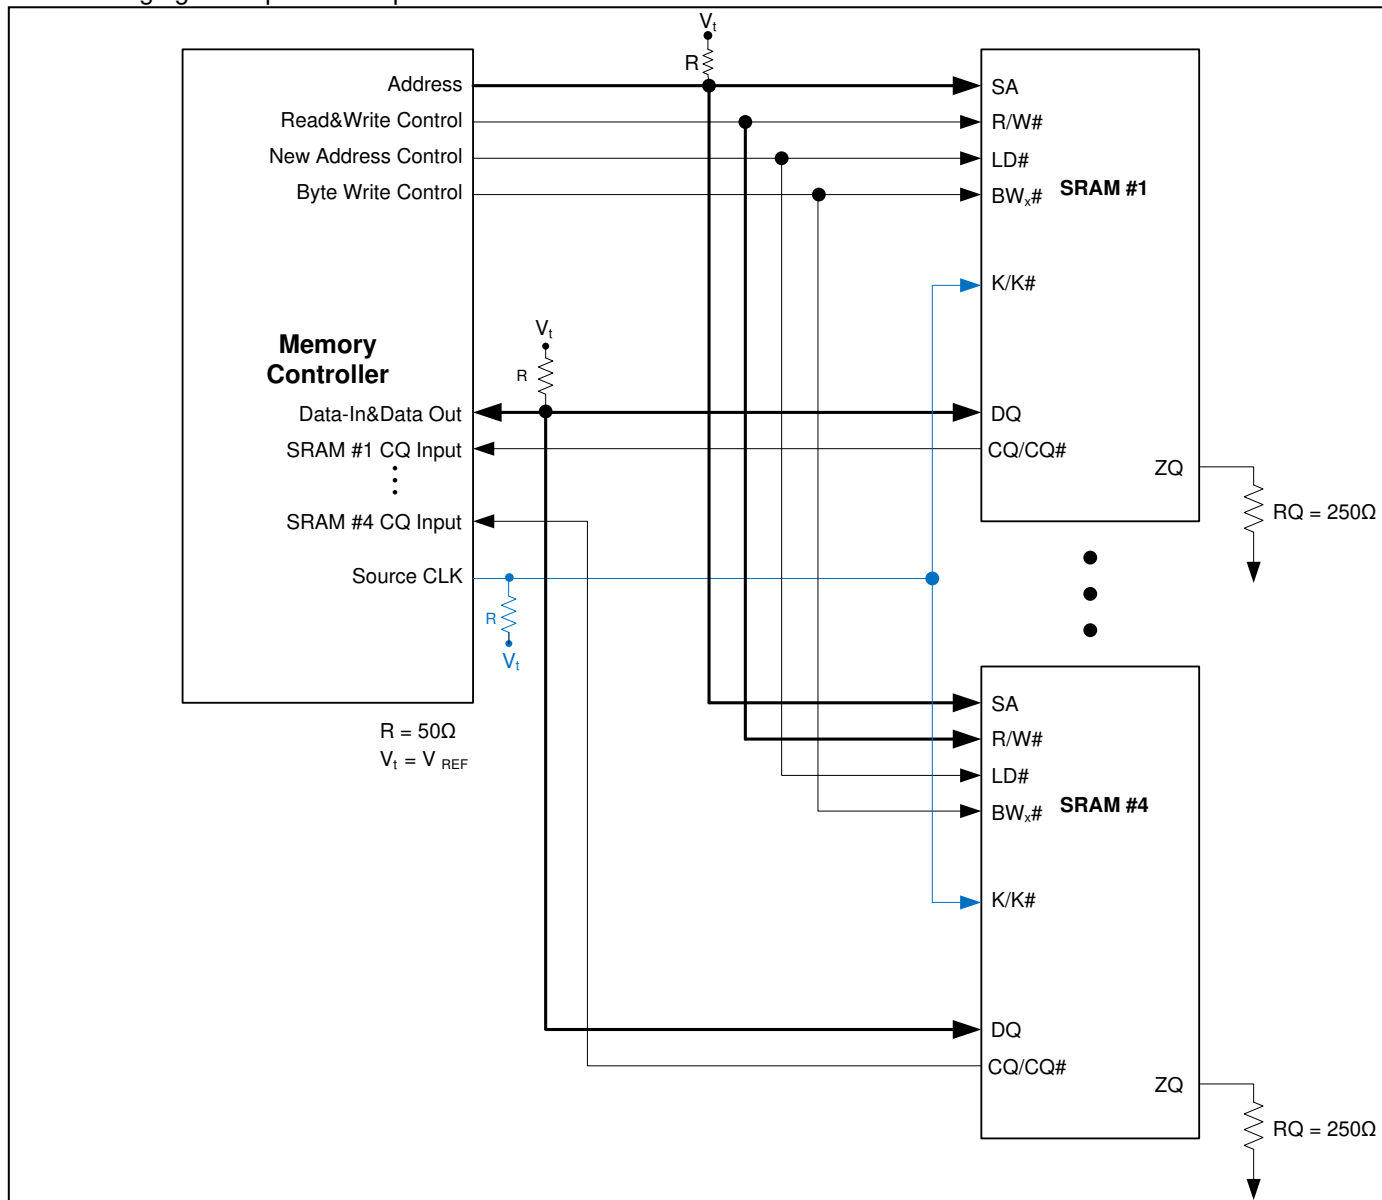 Vt
R
Address
SA
Read&Write Control
R/W#
New Address Control
LD#
Byte Write Control
BWx#
SRAM #1
K/K#
Vt
R
Memory
Controller
Data-In&Data Out
DQ
SRAM #1 CQ Input
CQ/CQ#
ZQ
RQ = 250Ω
SRAM #4 CQ Input
Source CLK
R
Vt
R = 50Ω
Vt = V REF
SA
R/W#
LD#
BWx#
SRAM #4
K/K#
DQ
CQ/CQ#
ZQ
RQ = 250Ω